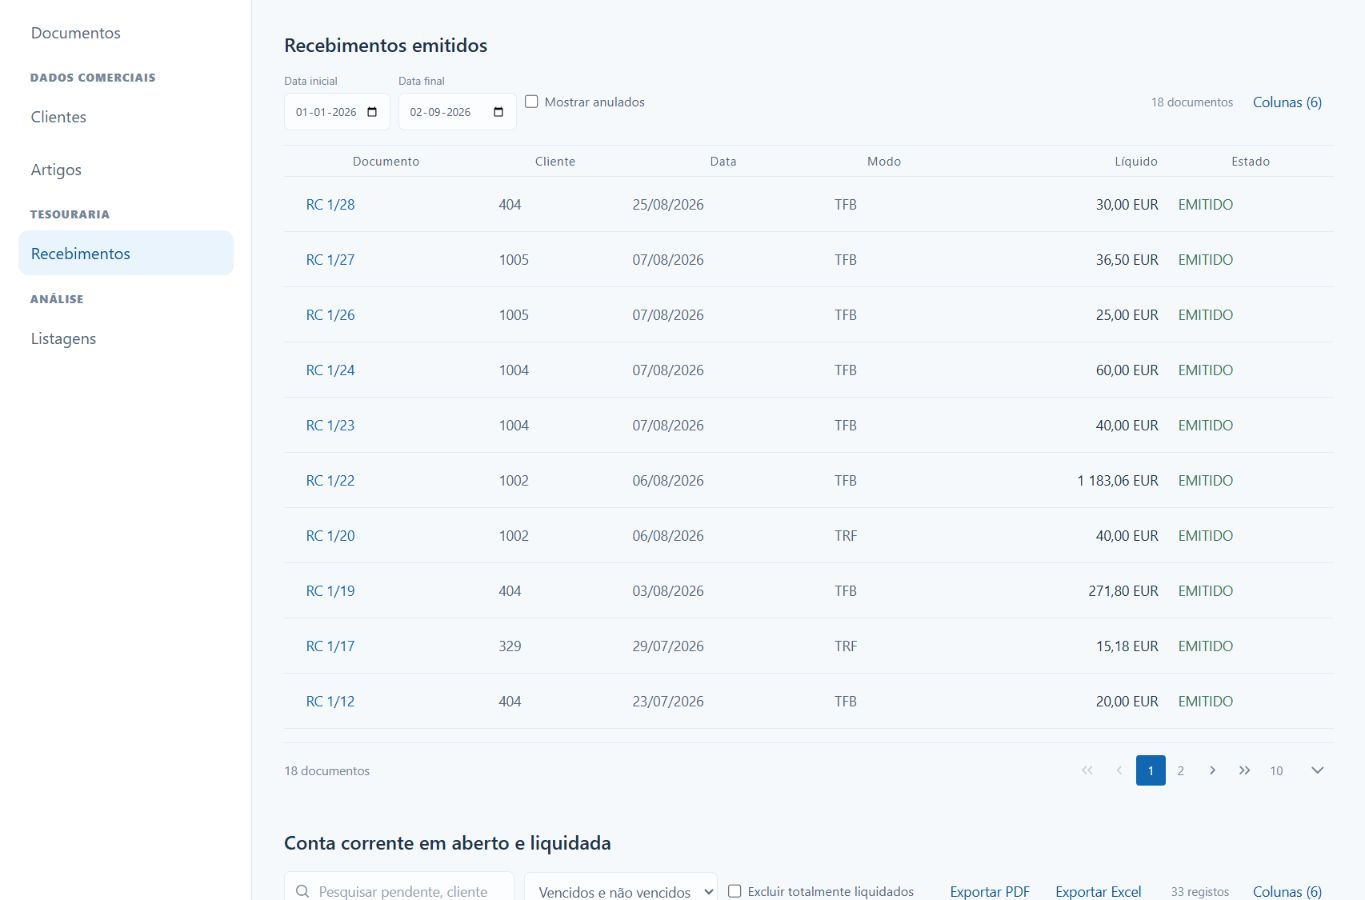 Documentos
DADOS COMERCIAIS
Clientes
Artigos
TESOURARIA
Recebimentos
ANÁLISE
Listagens
Recebimentos emitidos
Data inicial Data final
01-01-2026 02-09-2026 Mostrar anulados 18 documentos Colunas (6)
Documento Cliente Data Modo Líquido Estado
RC 1/28 404 25/08/2026 TFB 30,00 EUR EMITIDO
RC 1/27 1005 07/08/2026 TFB 36,50 EUR EMITIDO
RC 1/26 1005 07/08/2026 TFB 25,00 EUR EMITIDO
RC 1/24 1004 07/08/2026 TFB 60,00 EUR EMITIDO
RC 1/23 1004 07/08/2026 TFB 40,00 EUR EMITIDO
RC 1/22 1002 06/08/2026 TFB 1 183,06 EUR EMITIDO
RC 1/20 1002 06/08/2026 TRF 40,00 EUR EMITIDO
RC 1/19 404 03/08/2026 TFB 271,80 EUR EMITIDO
RC 1/17 329 29/07/2026 TRF 15,18 EUR EMITIDO
RC 1/12 404 23/07/2026 TFB 20,00 EUR EMITIDO
18 documentos 1 2 10
Conta corrente em aberto e liquidada
Pesquisar pendente, cliente Vencidos e não vencidos Excluir totalmente liquidados Exportar PDF Exportar Excel 33 registos Colunas (6)